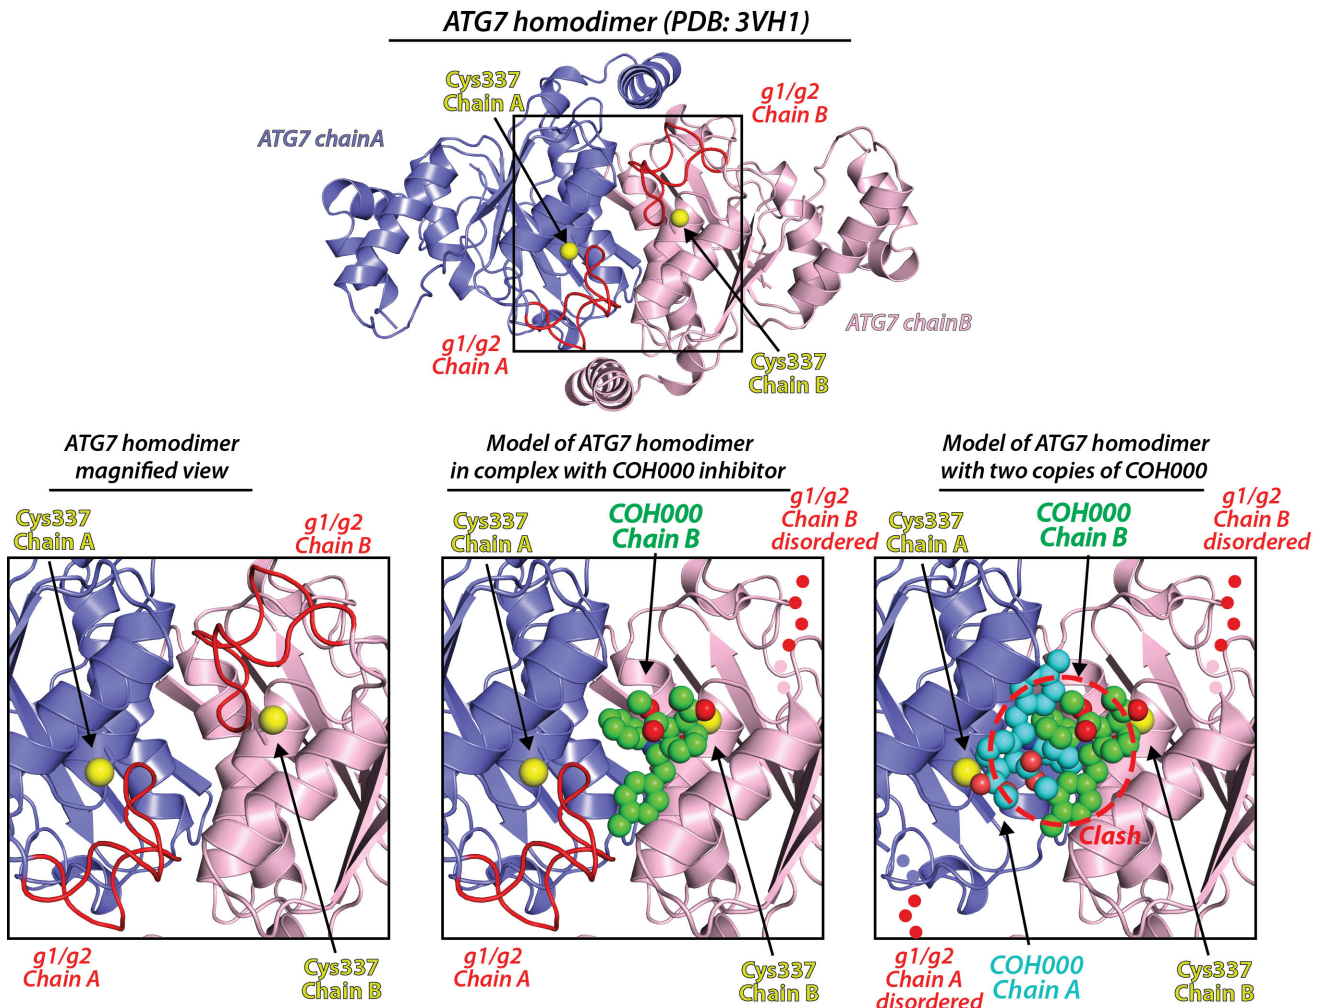 ATG7 homodimer (PDB: 3VH1)
Cys337
Chain A
g1/g2
Chain B
ATG7 chainA
ATG7 chainB
g1/g2
Chain A
Cys337
Chain B
ATG7 homodimer
magnified view
Cys337
Chain A
g1/g2
Chain B
g1/g2
Chain A
Cys337
Chain B
Model of ATG7 homodimer
in complex with COH000 inhibitor
Cys337
Chain A
COH000
Chain B
g1/g2
Chain B
disordered
g1/g2
Chain A
Cys337
Chain B
Model of ATG7 homodimer
with two copies of COH000
Cys337
Chain A
COH000
Chain B
g1/g2
Chain B
disordered
Clash
g1/g2
Chain A
disordered
COH000
Chain A
Cys337
Chain B